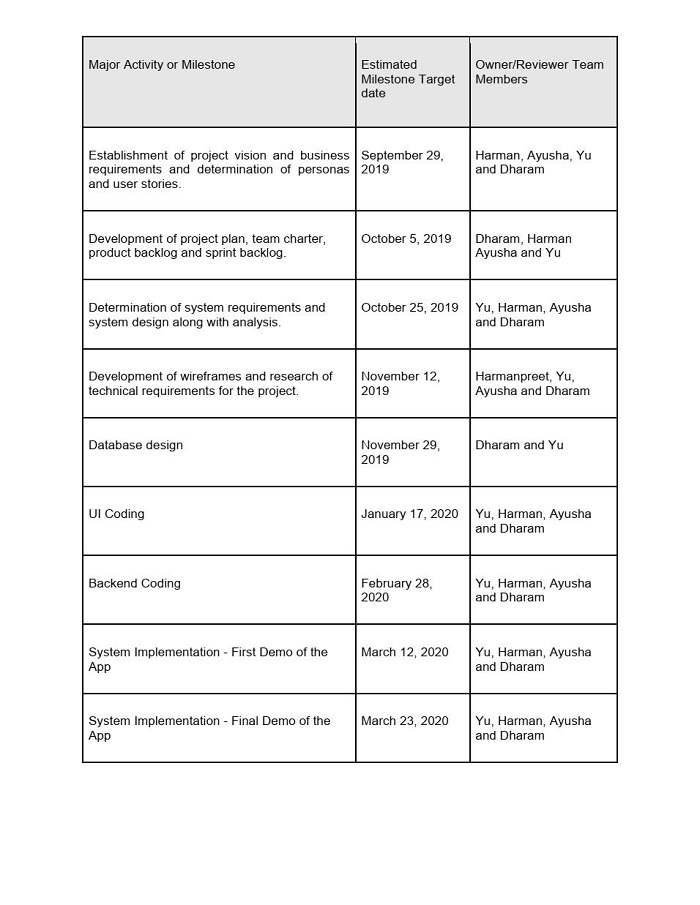 Major Activity or Milestone
Estimated
Milestone Target
date
Owner/Reviewer Team
Members
Establishment of project vision and business
requirements and determination of personas
and user stories.
September 29,
2019
Harman, Ayusha, Yu
and Dharam
Development of project plan, team charter,
product backlog and sprint backlog.
October 5, 2019
Dharam, Harman
Ayusha and Yu
Determination of system requirements and
system design along with analysis.
October 25, 2019
Yu, Harman, Ayusha
and Dharam
Development of wireframes and research of
technical requirements for the project.
November 12,
2019
Harmanpreet, Yu,
Ayusha and Dharam
Database design
November 29,
2019
Dharam and Yu
UI Coding
January 17, 2020
Yu, Harman, Ayusha
and Dharam
Backend Coding
February 28,
2020
Yu, Harman, Ayusha
and Dharam
System Implementation - First Demo of the
App
March 12, 2020
Yu, Harman, Ayusha
and Dharam
System Implementation - Final Demo of the
App
March 23, 2020
Yu, Harman, Ayusha
and Dharam